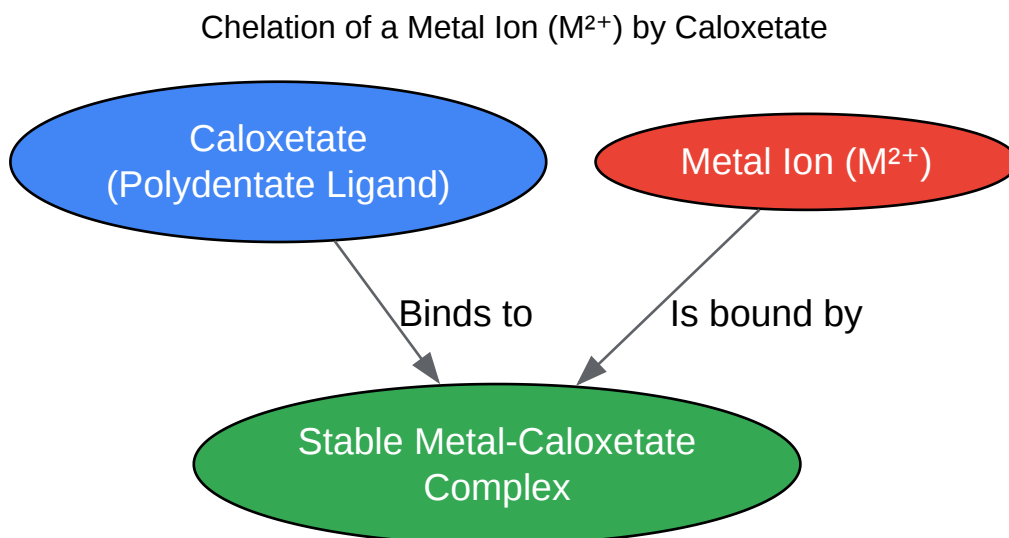 Chelation of a Metal Ion (M²⁺) by Caloxetate
Caloxetate
(Polydentate Ligand)
Metal Ion (M²⁺)
Binds to
Is bound by
Stable Metal-Caloxetate
Complex